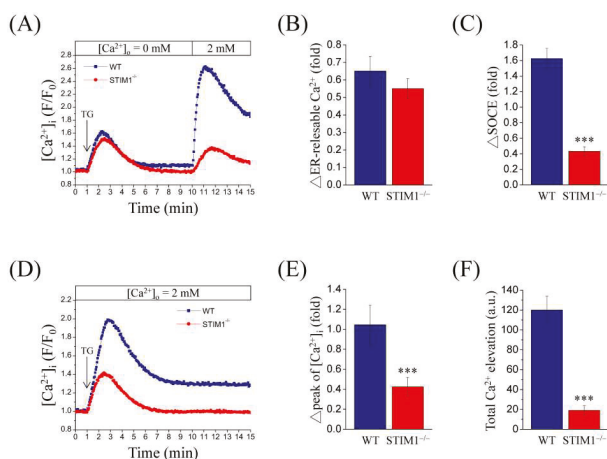 (A)
[Ca²⁺]ₒ = 0 mM
2 mM
WT
STIM1⁻/⁻
TG
[Ca²⁺]ᵢ (F/F₀)
2.8
2.6
2.4
2.2
2.0
1.8
1.6
1.4
1.2
1.0
0.8
0 1 2 3 4 5 6 7 8 9 10 11 12 13 14 15
Time (min)
(B)
△ER-relesable Ca²⁺ (fold)
0.8
0.7
0.6
0.5
0.4
0.3
0.2
0.1
0.0
WT STIM1⁻/⁻
(C)
△SOCE (fold)
1.8
1.6
1.4
1.2
1.0
0.8
0.6
0.4
0.2
0.0
***
WT STIM1⁻/⁻
(D)
[Ca²⁺]ₒ = 2 mM
WT
STIM1⁻/⁻
TG
[Ca²⁺]ᵢ (F/F₀)
2.4
2.2
2.0
1.8
1.6
1.4
1.2
1.0
0.8
0 1 2 3 4 5 6 7 8 9 10 11 12 13 14 15
Time (min)
(E)
△peak of [Ca²⁺]ᵢ (fold)
1.4
1.2
1.0
0.8
0.6
0.4
0.2
0.0
***
WT STIM1⁻/⁻
(F)
Total Ca²⁺ elevation (a.u.)
140
120
100
80
60
40
20
0
***
WT STIM1⁻/⁻